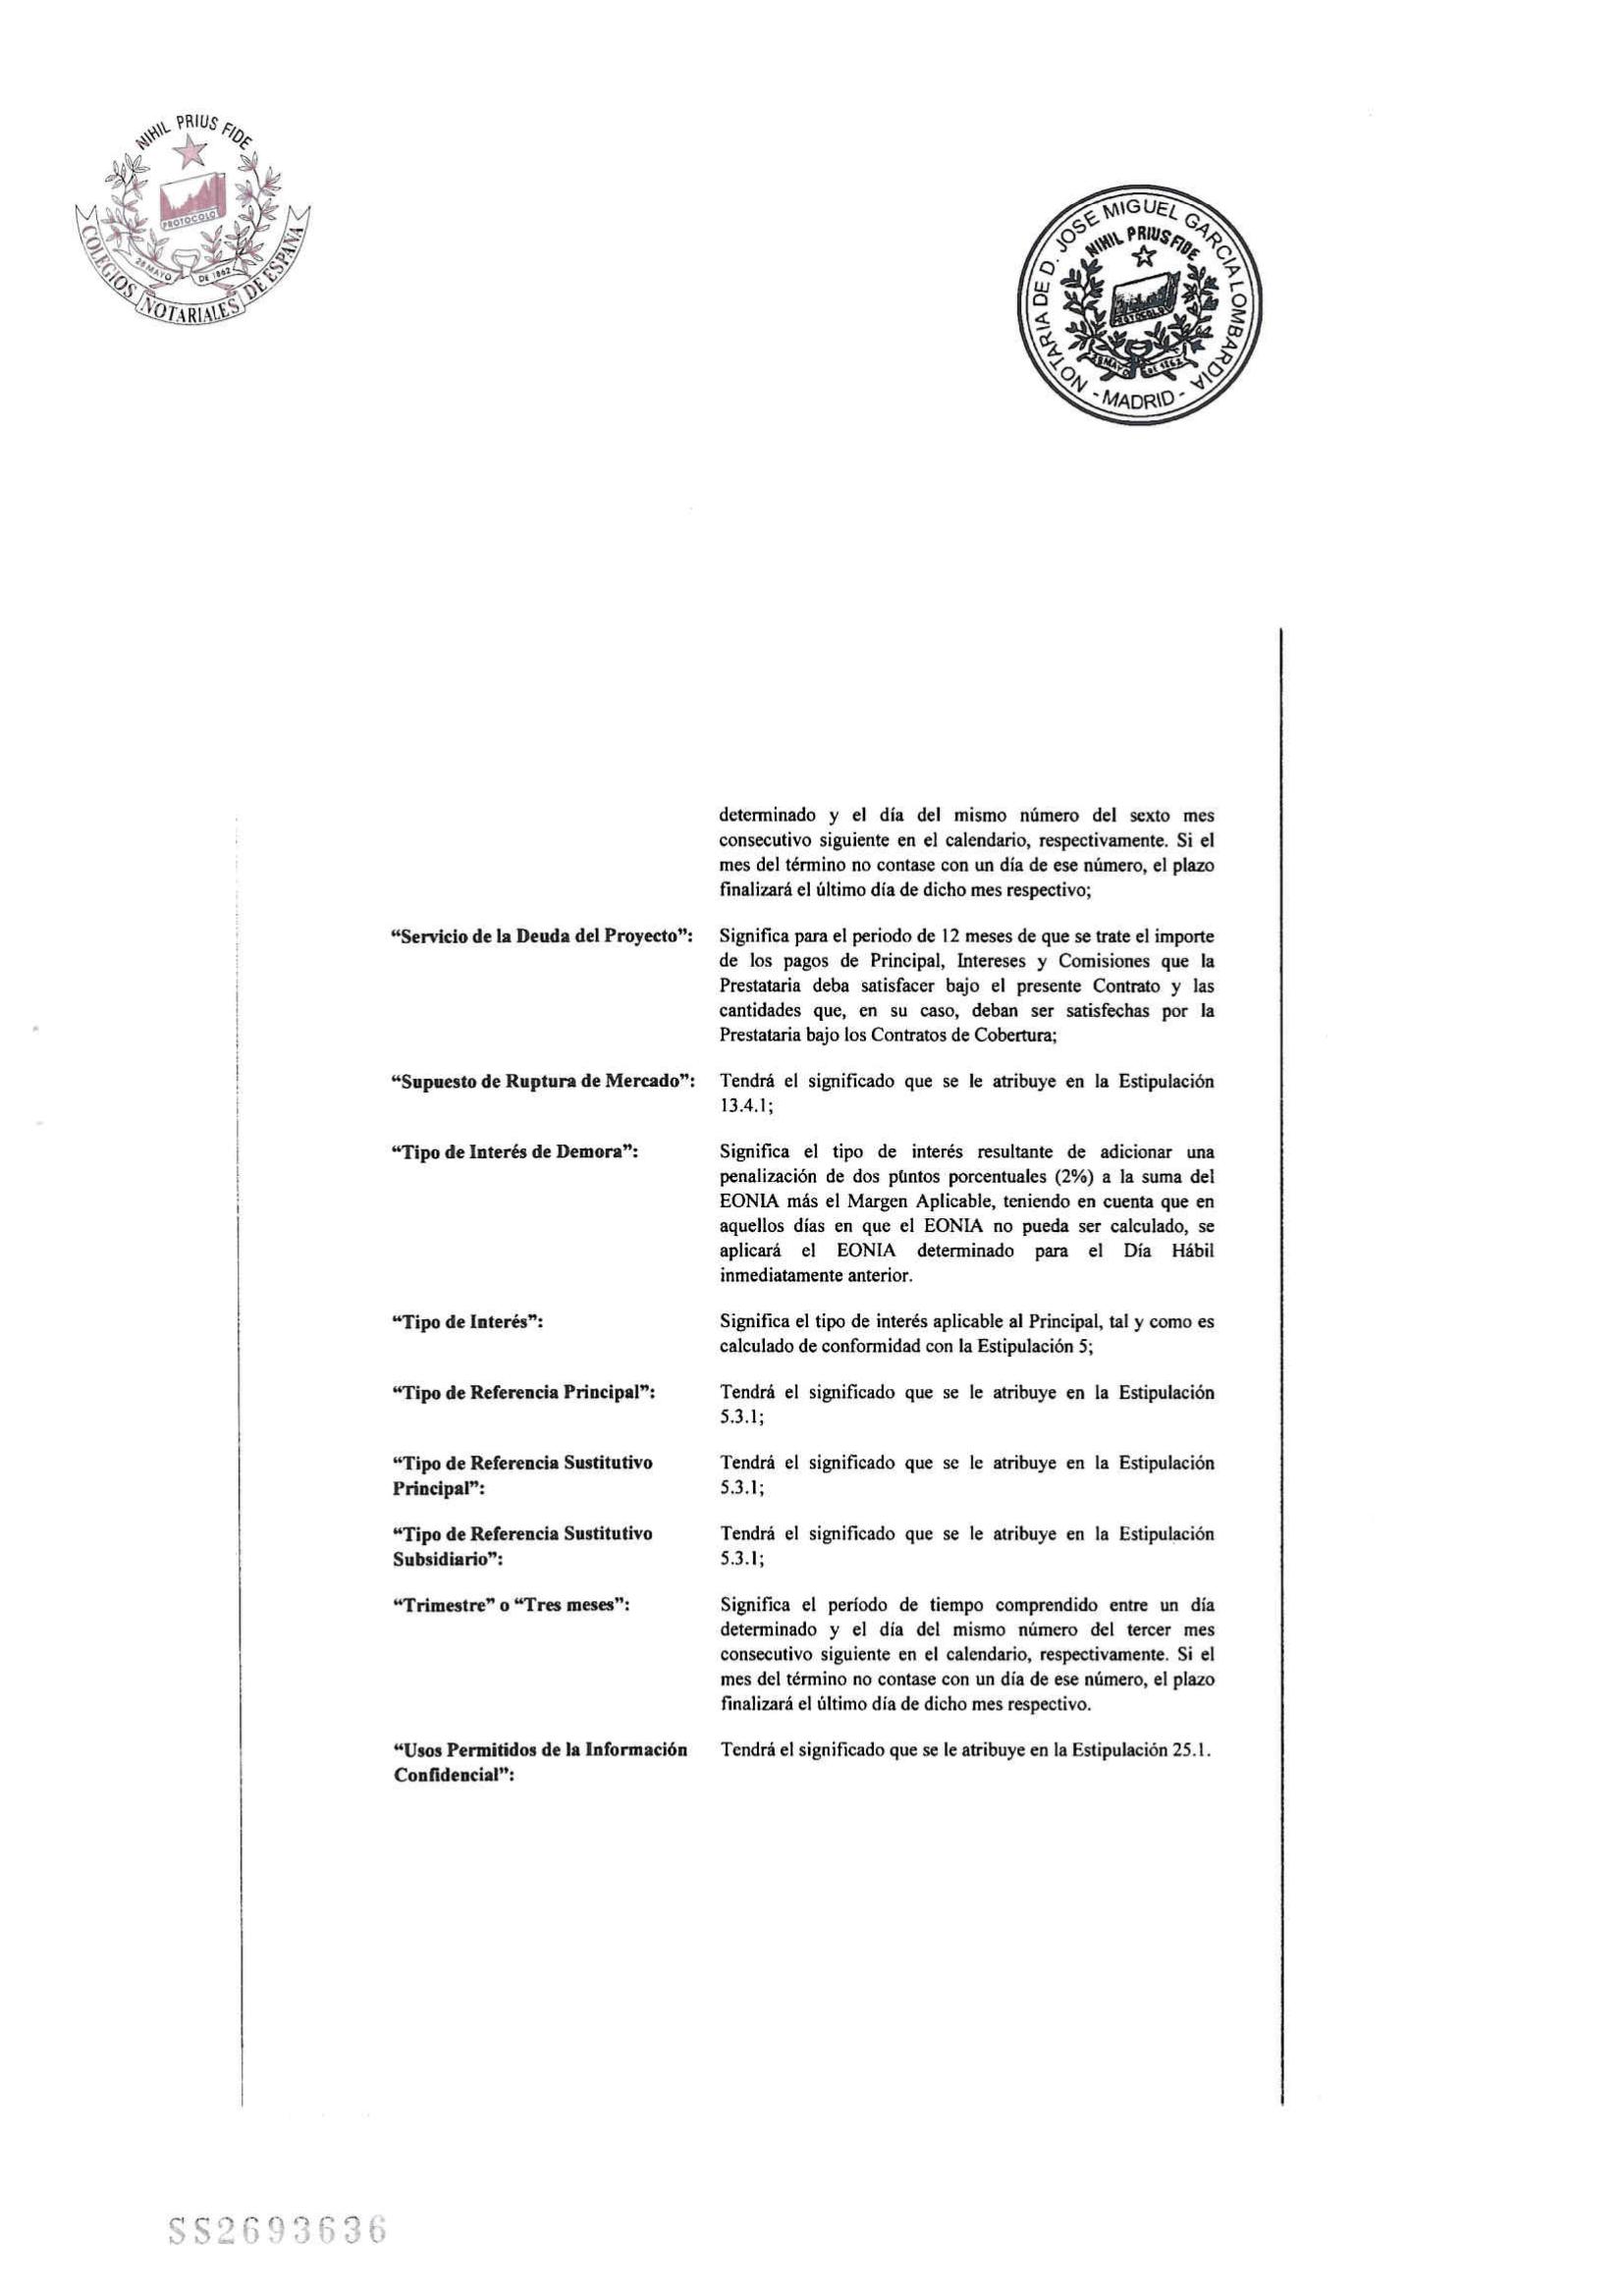 NIHIL PRIUS FIDE
PROTOCOLO
28 MAYO DE 1862
COLEGIOS NOTARIALES DE ESPAÑA
NOTARIA DE D. JOSE MIGUEL GARCIA LOMBARDIA
NIHIL PRIUS FIDE
PROTOCOLO
28 MAYO DE 1862
- MADRID -
determinado y el día del mismo número del sexto mes
consecutivo siguiente en el calendario, respectivamente. Si el
mes del término no contase con un día de ese número, el plazo
finalizará el último día de dicho mes respectivo;
“Servicio de la Deuda del Proyecto”: Significa para el periodo de 12 meses de que se trate el importe
de los pagos de Principal, Intereses y Comisiones que la
Prestataria deba satisfacer bajo el presente Contrato y las
cantidades que, en su caso, deban ser satisfechas por la
Prestataria bajo los Contratos de Cobertura;
“Supuesto de Ruptura de Mercado”: Tendrá el significado que se le atribuye en la Estipulación
13.4.1;
“Tipo de Interés de Demora”: Significa el tipo de interés resultante de adicionar una
penalización de dos puntos porcentuales (2%) a la suma del
EONIA más el Margen Aplicable, teniendo en cuenta que en
aquellos días en que el EONIA no pueda ser calculado, se
aplicará el EONIA determinado para el Día Hábil
inmediatamente anterior.
“Tipo de Interés”: Significa el tipo de interés aplicable al Principal, tal y como es
calculado de conformidad con la Estipulación 5;
“Tipo de Referencia Principal”: Tendrá el significado que se le atribuye en la Estipulación
5.3.1;
“Tipo de Referencia Sustitutivo Tendrá el significado que se le atribuye en la Estipulación
Principal”: 5.3.1;
“Tipo de Referencia Sustitutivo Tendrá el significado que se le atribuye en la Estipulación
Subsidiario”: 5.3.1;
“Trimestre” o “Tres meses”: Significa el período de tiempo comprendido entre un día
determinado y el día del mismo número del tercer mes
consecutivo siguiente en el calendario, respectivamente. Si el
mes del término no contase con un día de ese número, el plazo
finalizará el último día de dicho mes respectivo.
“Usos Permitidos de la Información Tendrá el significado que se le atribuye en la Estipulación 25.1.
Confidencial”:
SS2693636